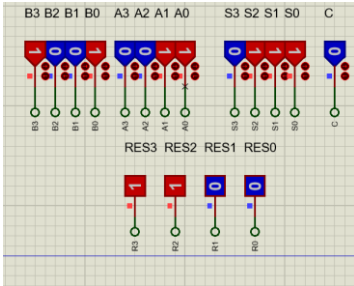 B3 B2 B1 B0 A3 A2 A1 A0 S3 S2 S1 S0 C
1 0 0 1 0 0 1 1 0 1 1 1 0
B3 B2 B1 B0 A3 A2 A1 A0 S3 S2 S1 S0 C
RES3 RES2 RES1 RES0
1 1 0 0
R3 R2 R1 R0